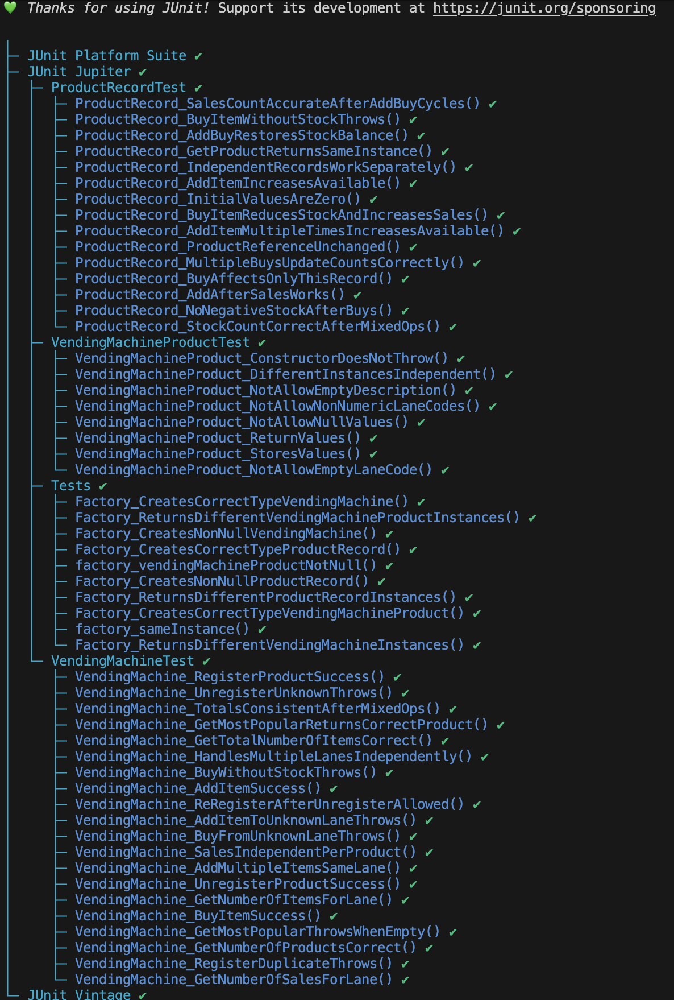 💚 Thanks for using JUnit! Support its development at https://junit.org/sponsoring
├─ JUnit Platform Suite ✔
├─ JUnit Jupiter ✔
│  ├─ ProductRecordTest ✔
│  │  ├─ ProductRecord_SalesCountAccurateAfterAddBuyCycles() ✔
│  │  ├─ ProductRecord_BuyItemWithoutStockThrows() ✔
│  │  ├─ ProductRecord_AddBuyRestoresStockBalance() ✔
│  │  ├─ ProductRecord_GetProductReturnsSameInstance() ✔
│  │  ├─ ProductRecord_IndependentRecordsWorkSeparately() ✔
│  │  ├─ ProductRecord_AddItemIncreasesAvailable() ✔
│  │  ├─ ProductRecord_InitialValuesAreZero() ✔
│  │  ├─ ProductRecord_BuyItemReducesStockAndIncreasesSales() ✔
│  │  ├─ ProductRecord_AddItemMultipleTimesIncreasesAvailable() ✔
│  │  ├─ ProductRecord_ProductReferenceUnchanged() ✔
│  │  ├─ ProductRecord_MultipleBuysUpdateCountsCorrectly() ✔
│  │  ├─ ProductRecord_BuyAffectsOnlyThisRecord() ✔
│  │  ├─ ProductRecord_AddAfterSalesWorks() ✔
│  │  ├─ ProductRecord_NoNegativeStockAfterBuys() ✔
│  │  └─ ProductRecord_StockCountCorrectAfterMixedOps() ✔
│  ├─ VendingMachineProductTest ✔
│  │  ├─ VendingMachineProduct_ConstructorDoesNotThrow() ✔
│  │  ├─ VendingMachineProduct_DifferentInstancesIndependent() ✔
│  │  ├─ VendingMachineProduct_NotAllowEmptyDescription() ✔
│  │  ├─ VendingMachineProduct_NotAllowNonNumericLaneCodes() ✔
│  │  ├─ VendingMachineProduct_NotAllowNullValues() ✔
│  │  ├─ VendingMachineProduct_ReturnValues() ✔
│  │  ├─ VendingMachineProduct_StoresValues() ✔
│  │  └─ VendingMachineProduct_NotAllowEmptyLaneCode() ✔
│  ├─ Tests ✔
│  │  ├─ Factory_CreatesCorrectTypeVendingMachine() ✔
│  │  ├─ Factory_ReturnsDifferentVendingMachineProductInstances() ✔
│  │  ├─ Factory_CreatesNonNullVendingMachine() ✔
│  │  ├─ Factory_CreatesCorrectTypeProductRecord() ✔
│  │  ├─ factory_vendingMachineProductNotNull() ✔
│  │  ├─ Factory_CreatesNonNullProductRecord() ✔
│  │  ├─ Factory_ReturnsDifferentProductRecordInstances() ✔
│  │  ├─ Factory_CreatesCorrectTypeVendingMachineProduct() ✔
│  │  ├─ factory_sameInstance() ✔
│  │  └─ Factory_ReturnsDifferentVendingMachineInstances() ✔
│  └─ VendingMachineTest ✔
│     ├─ VendingMachine_RegisterProductSuccess() ✔
│     ├─ VendingMachine_UnregisterUnknownThrows() ✔
│     ├─ VendingMachine_TotalsConsistentAfterMixedOps() ✔
│     ├─ VendingMachine_GetMostPopularReturnsCorrectProduct() ✔
│     ├─ VendingMachine_GetTotalNumberOfItemsCorrect() ✔
│     ├─ VendingMachine_HandlesMultipleLanesIndependently() ✔
│     ├─ VendingMachine_BuyWithoutStockThrows() ✔
│     ├─ VendingMachine_AddItemSuccess() ✔
│     ├─ VendingMachine_ReRegisterAfterUnregisterAllowed() ✔
│     ├─ VendingMachine_AddItemToUnknownLaneThrows() ✔
│     ├─ VendingMachine_BuyFromUnknownLaneThrows() ✔
│     ├─ VendingMachine_SalesIndependentPerProduct() ✔
│     ├─ VendingMachine_AddMultipleItemsSameLane() ✔
│     ├─ VendingMachine_UnregisterProductSuccess() ✔
│     ├─ VendingMachine_GetNumberOfItemsForLane() ✔
│     ├─ VendingMachine_BuyItemSuccess() ✔
│     ├─ VendingMachine_GetMostPopularThrowsWhenEmpty() ✔
│     ├─ VendingMachine_GetNumberOfProductsCorrect() ✔
│     ├─ VendingMachine_RegisterDuplicateThrows() ✔
│     └─ VendingMachine_GetNumberOfSalesForLane() ✔
└─ JUnit Vintage ✔